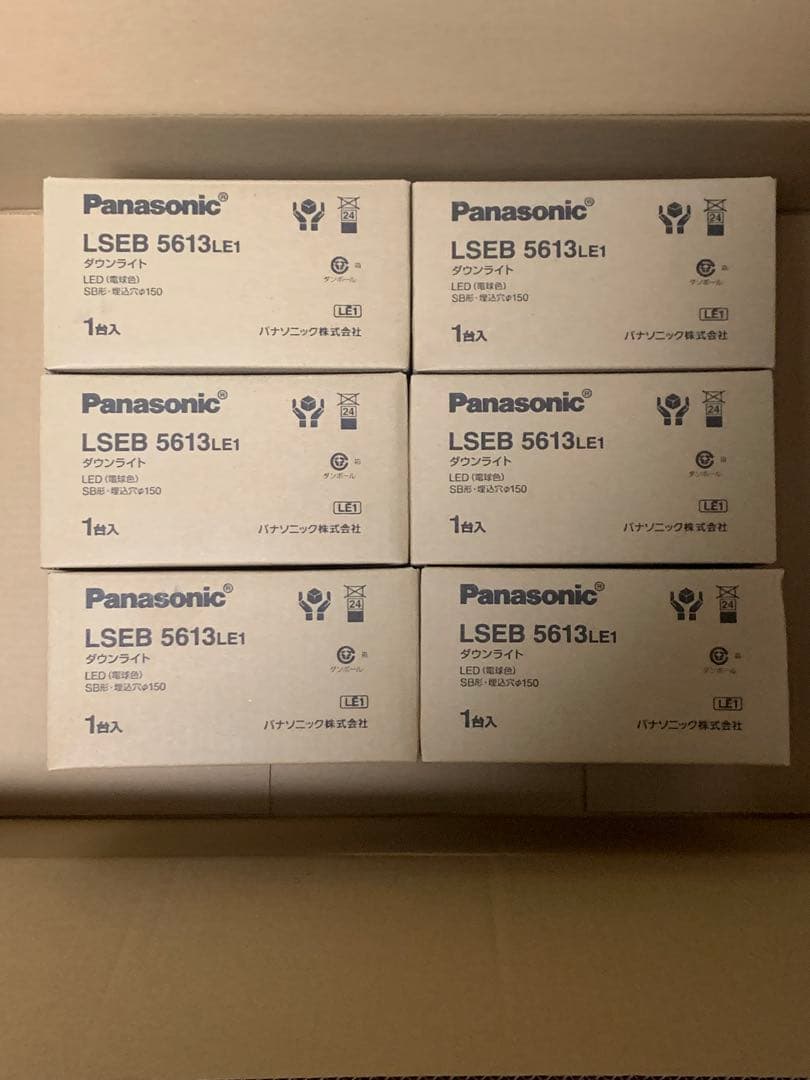 Panasonic®
24
LSEB 5613LE1
ダウンライト
LED(電球色)
SB形・埋込穴φ150
箱
ダンボール
LE1
1台入
パナソニック株式会社
Panasonic®
24
LSEB 5613LE1
ダウンライト
LED(電球色)
SB形・埋込穴φ150
箱
ダンボール
LE1
1台入
パナソニック株式会社
Panasonic®
24
LSEB 5613LE1
ダウンライト
LED(電球色)
SB形・埋込穴φ150
箱
ダンボール
LE1
1台入
パナソニック株式会社
Panasonic®
24
LSEB 5613LE1
ダウンライト
LED(電球色)
SB形・埋込穴φ150
箱
ダンボール
LE1
1台入
パナソニック株式会社
Panasonic®
24
LSEB 5613LE1
ダウンライト
LED(電球色)
SB形・埋込穴φ150
箱
ダンボール
LE1
1台入
パナソニック株式会社
Panasonic®
24
LSEB 5613LE1
ダウンライト
LED(電球色)
SB形・埋込穴φ150
箱
ダンボール
LE1
1台入
パナソニック株式会社